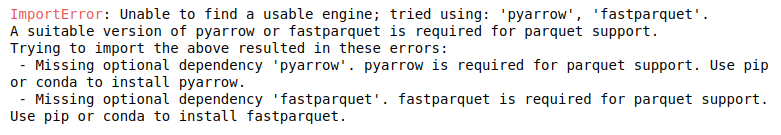 ImportError: Unable to find a usable engine; tried using: 'pyarrow', 'fastparquet'.
A suitable version of pyarrow or fastparquet is required for parquet support.
Trying to import the above resulted in these errors:
 - Missing optional dependency 'pyarrow'. pyarrow is required for parquet support. Use pip
or conda to install pyarrow.
 - Missing optional dependency 'fastparquet'. fastparquet is required for parquet support.
Use pip or conda to install fastparquet.